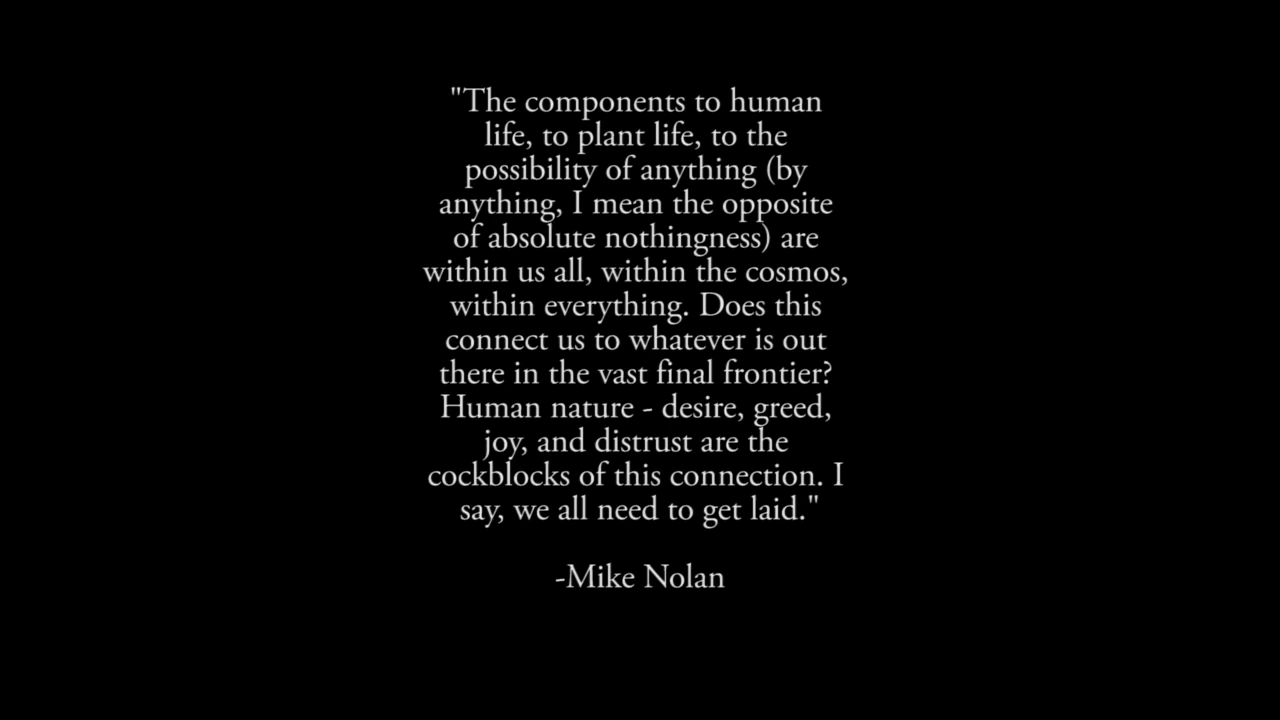 "The components to human
life, to plant life, to the
possibility of anything (by
anything, I mean the opposite
of absolute nothingness) are
within us all, within the cosmos,
within everything. Does this
connect us to whatever is out
there in the vast final frontier?
Human nature - desire, greed,
joy, and distrust are the
cockblocks of this connection. I
say, we all need to get laid."
-Mike Nolan